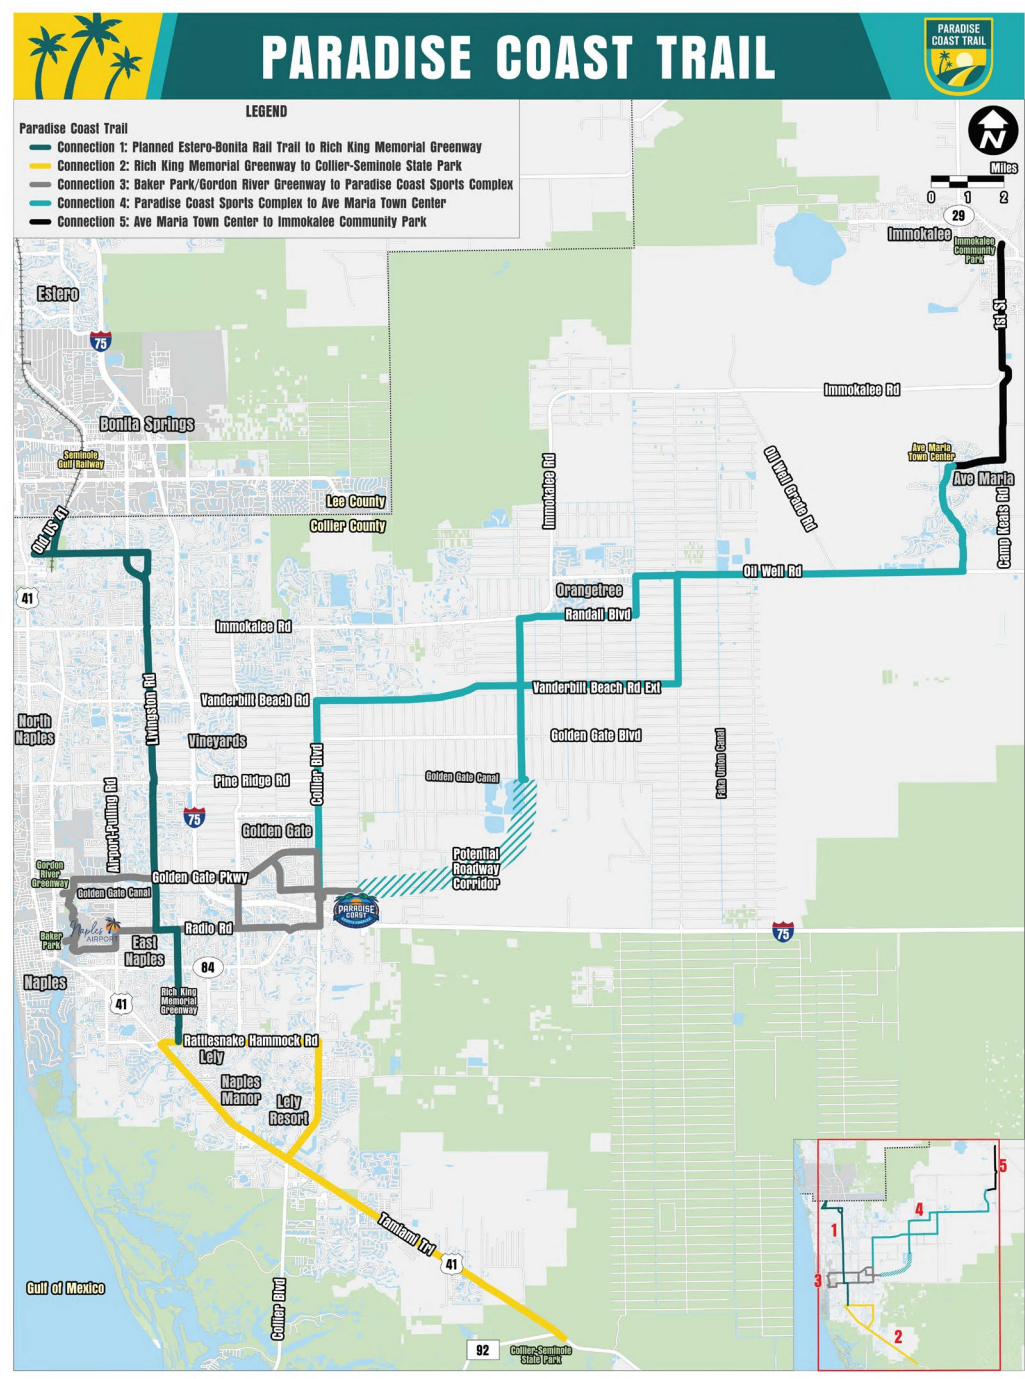 PARADISE COAST TRAIL
PARADISE
COAST TRAIL
LEGEND
Paradise Coast Trail
Connection 1: Planned Estero-Bonita Rail Trail to Rich King Memorial Greenway
Connection 2: Rich King Memorial Greenway to Collier-Seminole State Park
Connection 3: Baker Park/Gordon River Greenway to Paradise Coast Sports Complex
Connection 4: Paradise Coast Sports Complex to Ave Maria Town Center
Connection 5: Ave Maria Town Center to Immokalee Community Park
N
Miles
0 1 2
29
Immokalee
Immokalee
Community
Park
Estero
1st St
75
Immokalee Rd
Bonita Springs
Seminole
Gulf Railway
Ave Maria
Town Center
Ave Maria
Immokalee Rd
Oil Well Grade Rd
Camp Keais Rd
Lee County
Collier County
Old US 41
Oil Well Rd
41
Orangetree
Randall Blvd
Immokalee Rd
Vanderbilt Beach Rd
Vanderbilt Beach Rd Ext
Livingston Rd
North
Naples
Vineyards
Golden Gate Blvd
Collier Blvd
Faka Union Canal
Pine Ridge Rd
Golden Gate Canal
Airport-Pulling Rd
75
Golden Gate
Potential
Roadway
Corridor
Gordon
River
Greenway
Golden Gate Pkwy
Golden Gate Canal
PARADISE
COAST
Naples
AIRPORT
Radio Rd
75
Baker
Park
East
Naples
84
Naples
41
Rich King
Memorial
Greenway
Rattlesnake Hammock Rd
Lely
Naples
Manor
Lely
Resort
Tamiami Trl
41
Gulf of Mexico
Collier Blvd
92
Collier-Seminole
State Park
5
4
1
3
2